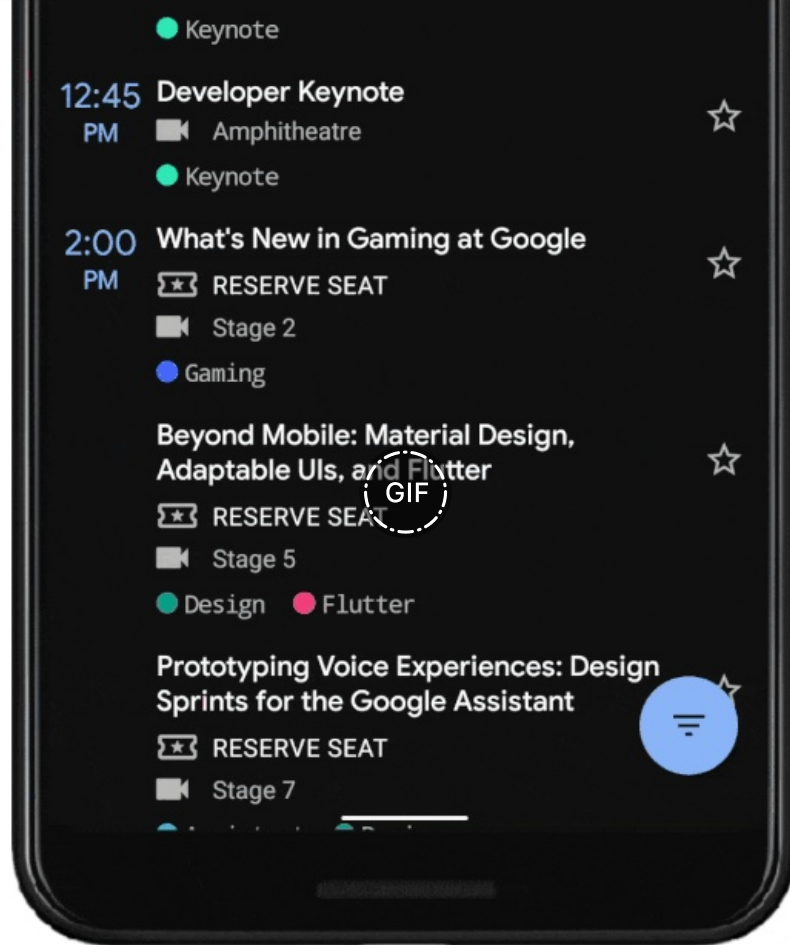 Keynote
12:45 PM
Developer Keynote
Amphitheatre
Keynote
2:00 PM
What's New in Gaming at Google
RESERVE SEAT
Stage 2
Gaming
Beyond Mobile: Material Design,
Adaptable UIs, and Flutter
GIF
RESERVE SEAT
Stage 5
Design Flutter
Prototyping Voice Experiences: Design
Sprints for the Google Assistant
RESERVE SEAT
Stage 7